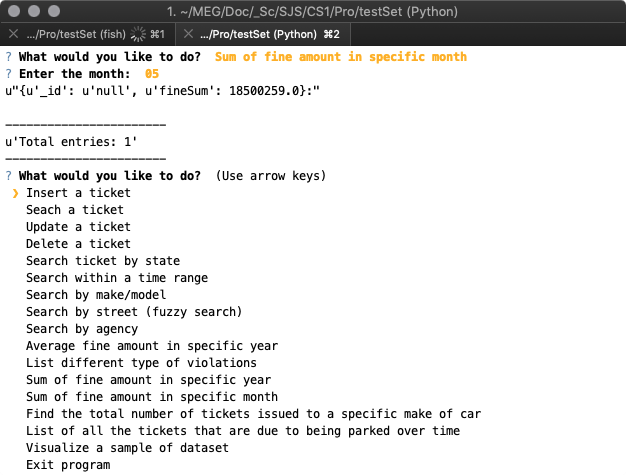 1. ~/MEG/Doc/_Sc/SJS/CS1/Pro/testSet (Python)
.../Pro/testSet (fish) ⌘1 .../Pro/testSet (Python) ⌘2
? What would you like to do? Sum of fine amount in specific month
? Enter the month: 05
u"{u'_id': u'null', u'fineSum': 18500259.0}:"
-----------------------
u'Total entries: 1'
-----------------------
? What would you like to do? (Use arrow keys)
❯ Insert a ticket
Seach a ticket
Update a ticket
Delete a ticket
Search ticket by state
Search within a time range
Search by make/model
Search by street (fuzzy search)
Search by agency
Average fine amount in specific year
List different type of violations
Sum of fine amount in specific year
Sum of fine amount in specific month
Find the total number of tickets issued to a specific make of car
List of all the tickets that are due to being parked over time
Visualize a sample of dataset
Exit program